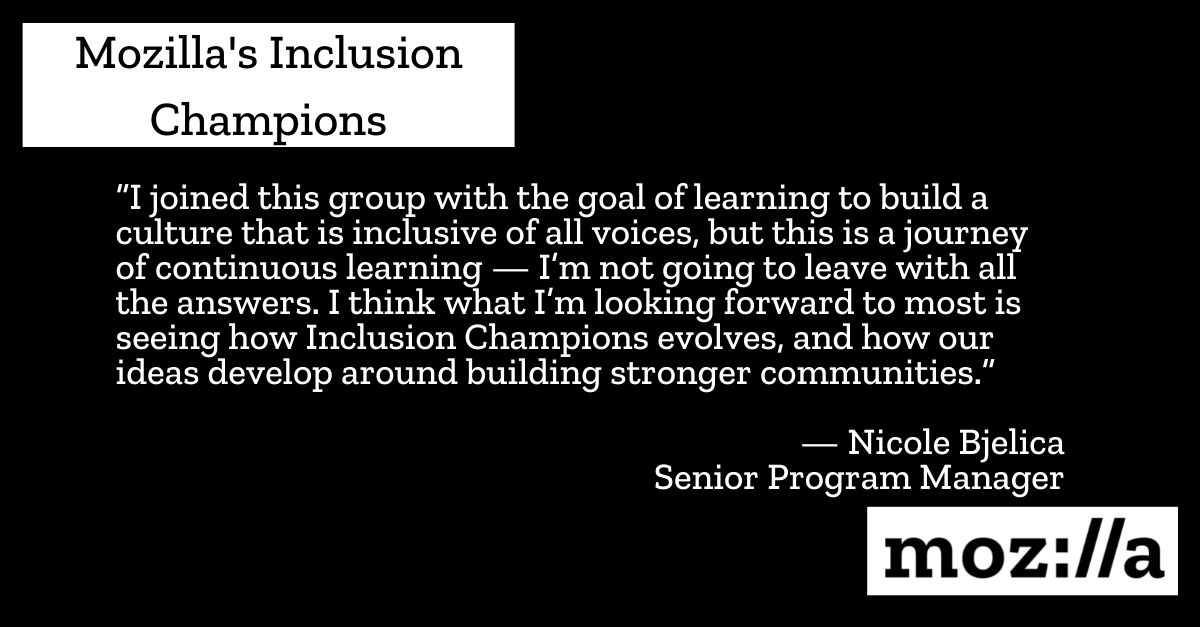 Mozilla's Inclusion
Champions
“I joined this group with the goal of learning to build a
culture that is inclusive of all voices, but this is a journey
of continuous learning — I’m not going to leave with all
the answers. I think what I’m looking forward to most is
seeing how Inclusion Champions evolves, and how our
ideas develop around building stronger communities.”
— Nicole Bjelica
Senior Program Manager
moz://a